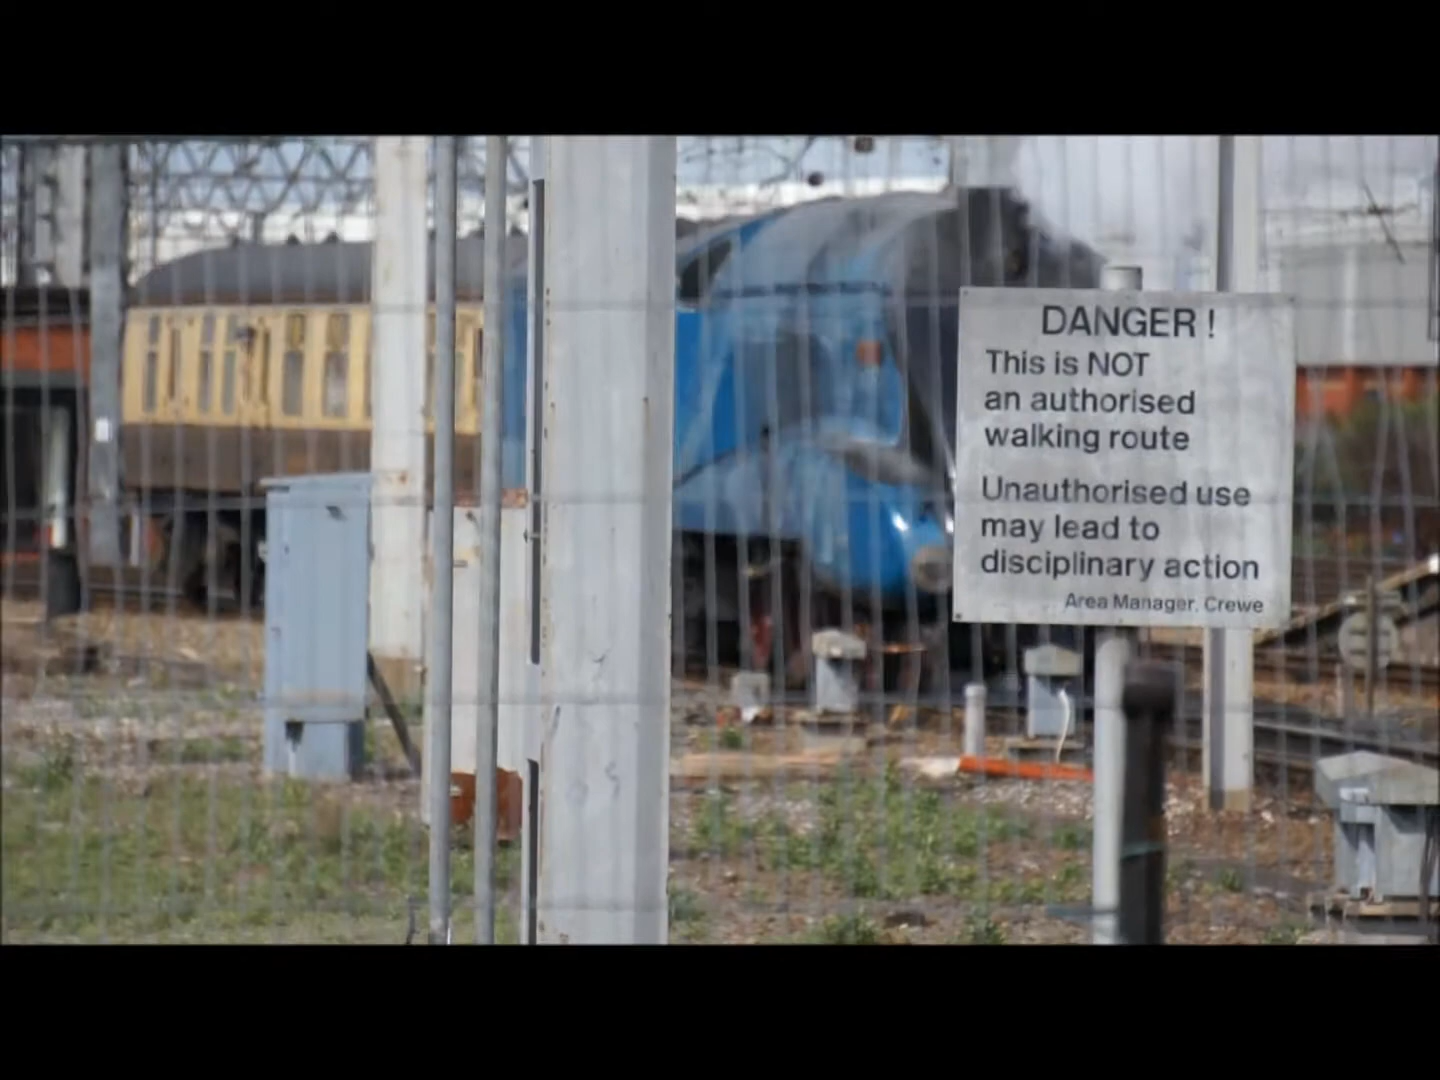 DANGER !
This is NOT
an authorised
walking route
Unauthorised use
may lead to
disciplinary action
Area Manager, Crewe